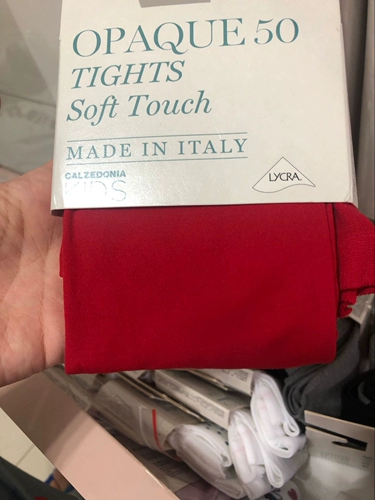 OPAQUE 50
TIGHTS
Soft Touch
MADE IN ITALY
CALZEDONIA
KIDS
LYCRA